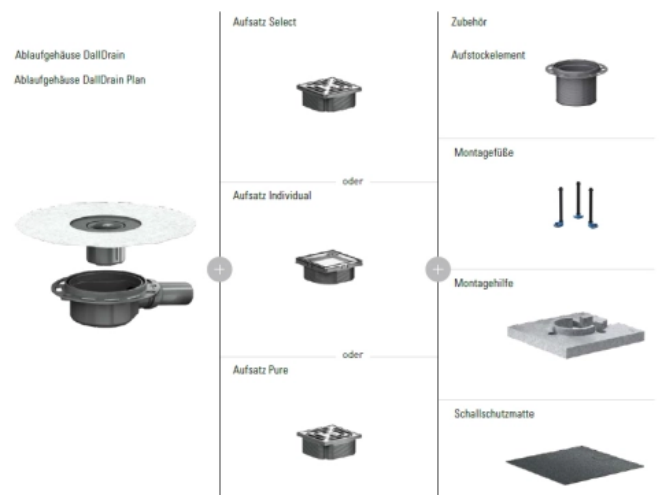 Ablaufgehäuse DallDrain
Ablaufgehäuse DallDrain Plan
Aufsatz Select
oder
Aufsatz Individual
oder
Aufsatz Pure
Zubehör
Aufstockelement
Montagefüße
Montagehilfe
Schallschutzmatte